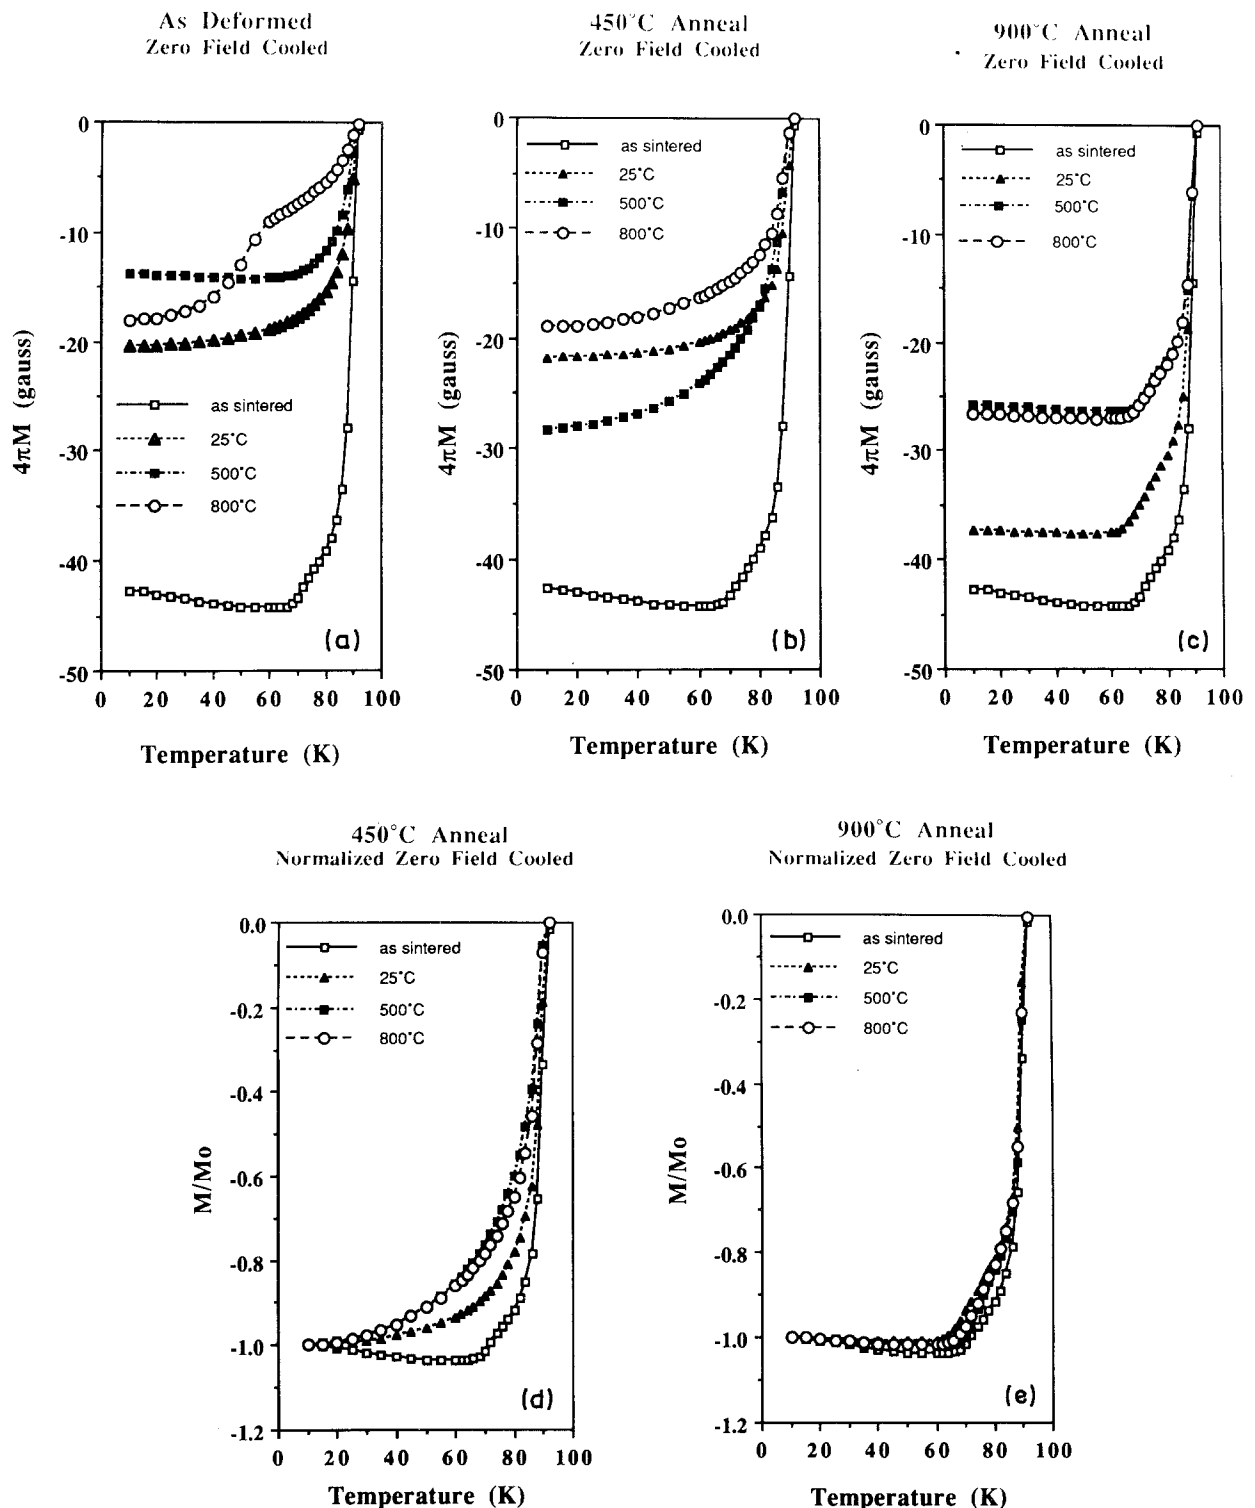 As Deformed
Zero Field Cooled
0
-10
-20
-30
-40
-50
4πM (gauss)
as sintered
25°C
500°C
800°C
(a)
0 20 40 60 80 100
Temperature (K)
450°C Anneal
Zero Field Cooled
0
-10
-20
-30
-40
-50
4πM (gauss)
as sintered
25°C
500°C
800°C
(b)
0 20 40 60 80 100
Temperature (K)
900°C Anneal
Zero Field Cooled
0
-10
-20
-30
-40
-50
4πM (gauss)
as sintered
25°C
500°C
800°C
(c)
0 20 40 60 80 100
Temperature (K)
450°C Anneal
Normalized Zero Field Cooled
0.0
-0.2
-0.4
-0.6
-0.8
-1.0
-1.2
M/Mo
as sintered
25°C
500°C
800°C
(d)
0 20 40 60 80 100
Temperature (K)
900°C Anneal
Normalized Zero Field Cooled
0.0
-0.2
-0.4
-0.6
-0.8
-1.0
-1.2
M/Mo
as sintered
25°C
500°C
800°C
(e)
0 20 40 60 80 100
Temperature (K)